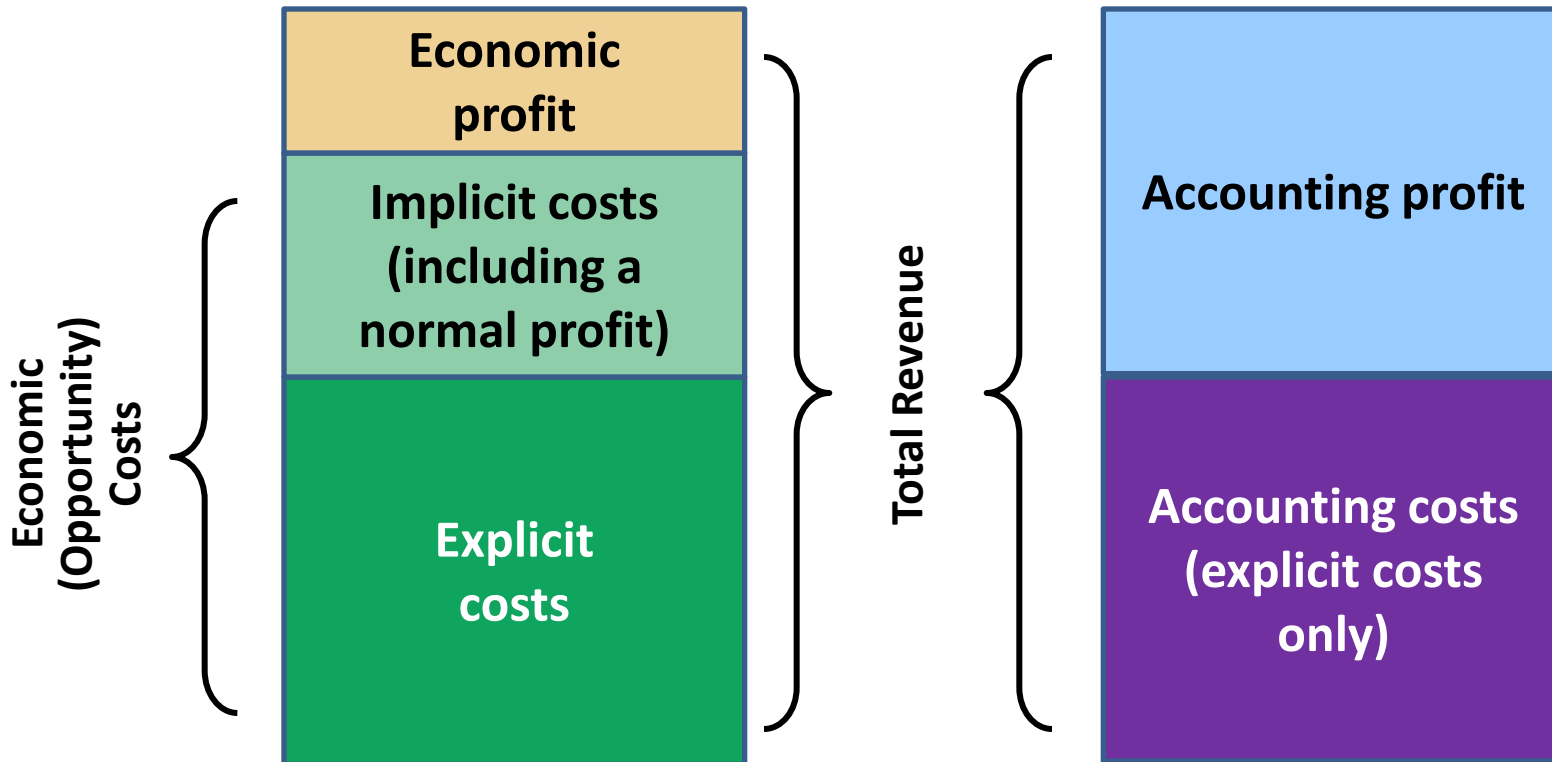 Economic
(Opportunity)
Costs
Economic
profit
Implicit costs
(including a
normal profit)
Explicit
costs
Total Revenue
Accounting profit
Accounting costs
(explicit costs
only)